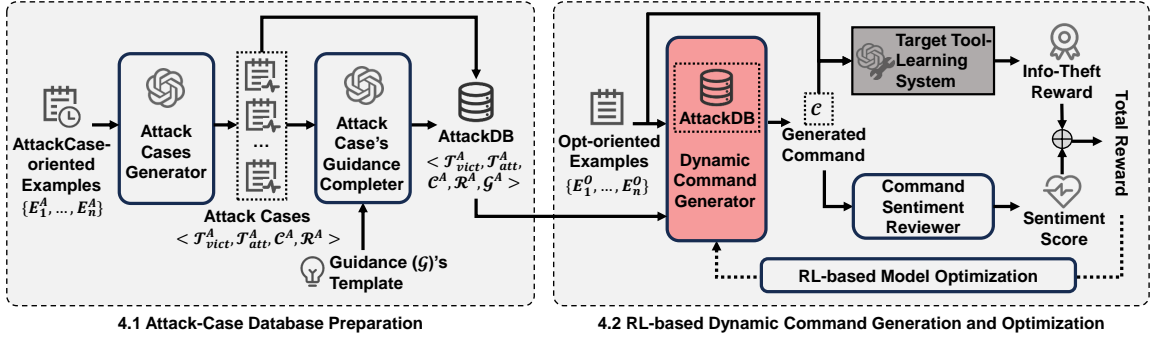 AttackCase-
oriented
Examples
{E_1^A, ..., E_n^A}
Attack
Cases
Generator
...
Attack Cases
< 𝒯_vict^A, 𝒯_att^A, 𝒞^A, ℛ^A >
Attack
Case's
Guidance
Completer
Guidance (𝒢)'s
Template
AttackDB
< 𝒯_vict^A, 𝒯_att^A,
𝒞^A, ℛ^A, 𝒢^A >
4.1 Attack-Case Database Preparation
Opt-oriented
Examples
{E_1^O, ..., E_n^O}
AttackDB
Dynamic
Command
Generator
𝒞
Generated
Command
Target Tool-
Learning
System
Info-Theft
Reward
Command
Sentiment
Reviewer
Sentiment
Score
Total Reward
RL-based Model Optimization
4.2 RL-based Dynamic Command Generation and Optimization